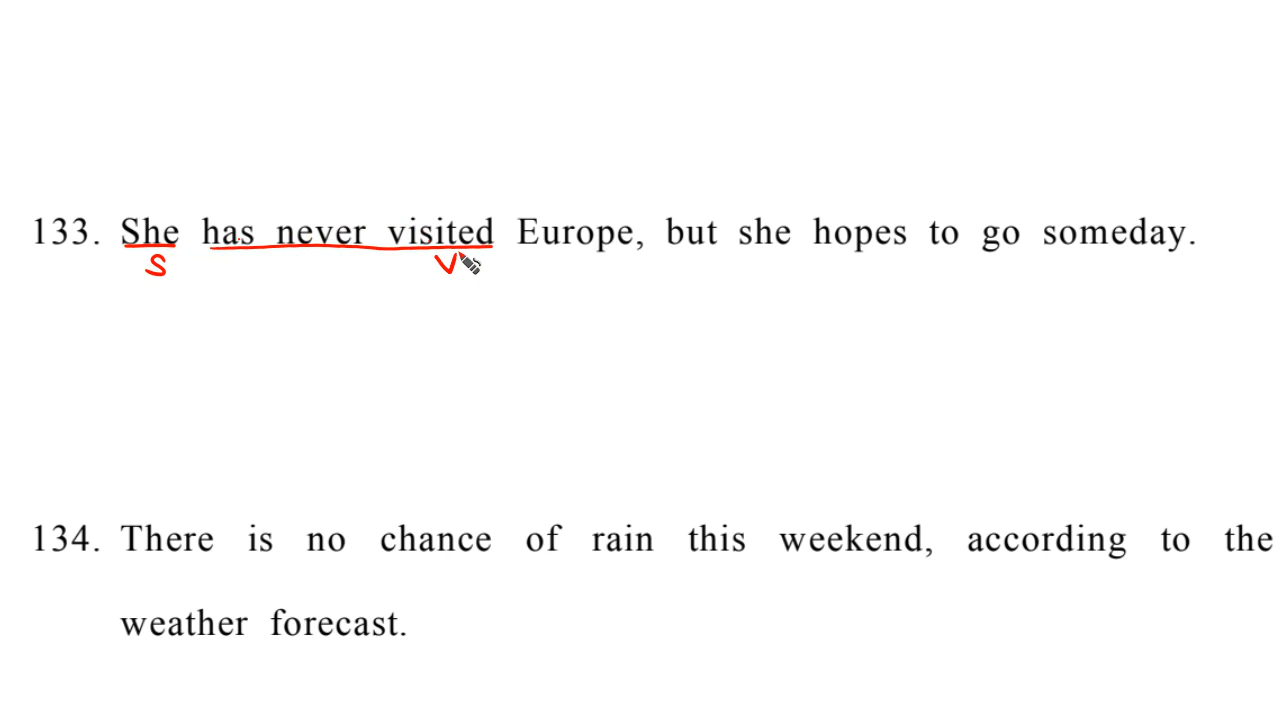 133. She has never visited Europe, but she hopes to go someday.
S V
134. There is no chance of rain this weekend, according to the
weather forecast.